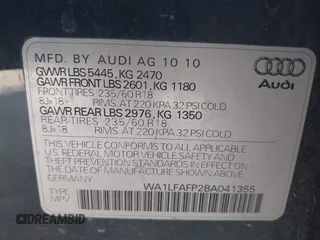 MFD. BY AUDI AG 10 10
GVWR LBS 5445, KG 2470
GAWR FRONT LBS 2601, KG 1180
FRONT-TIRES 235/60 R18
8Jx18 RIMS AT 220 KPA 32 PSI COLD
GAWR REAR LBS 2976, KG 1350
REAR-TIRES 235/60 R18
8Jx18 RIMS AT 220 KPA 32 PSI COLD
Audi
THIS VEHICLE CONFORMS TO ALL APPLICABLE
FEDERAL MOTOR VEHICLE SAFETY AND
THEFT PREVENTION STANDARDS IN EFFECT ON
THE DATE OF MANUFACTURE SHOWN ABOVE.
WA1LFAFP2BA041355
TYPE:
MPV
DREAMBID